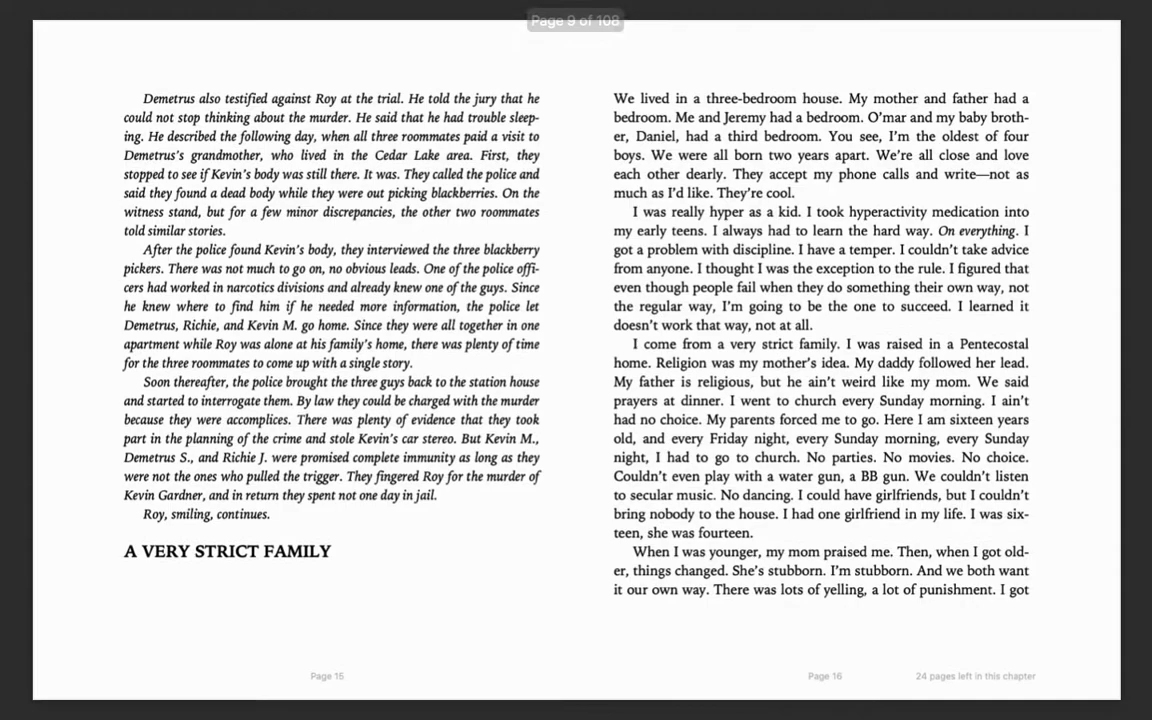 Page 9 of 108
Demetrus also testified against Roy at the trial. He told the jury that he
could not stop thinking about the murder. He said that he had trouble sleep-
ing. He described the following day, when all three roommates paid a visit to
Demetrus's grandmother, who lived in the Cedar Lake area. First, they
stopped to see if Kevin's body was still there. It was. They called the police and
said they found a dead body while they were out picking blackberries. On the
witness stand, but for a few minor discrepancies, the other two roommates
told similar stories.
After the police found Kevin's body, they interviewed the three blackberry
pickers. There was not much to go on, no obvious leads. One of the police offi-
cers had worked in narcotics divisions and already knew one of the guys. Since
he knew where to find him if he needed more information, the police let
Demetrus, Richie, and Kevin M. go home. Since they were all together in one
apartment while Roy was alone at his family's home, there was plenty of time
for the three roommates to come up with a single story.
Soon thereafter, the police brought the three guys back to the station house
and started to interrogate them. By law they could be charged with the murder
because they were accomplices. There was plenty of evidence that they took
part in the planning of the crime and stole Kevin's car stereo. But Kevin M.,
Demetrus S., and Richie J. were promised complete immunity as long as they
were not the ones who pulled the trigger. They fingered Roy for the murder of
Kevin Gardner, and in return they spent not one day in jail.
Roy, smiling, continues.
A VERY STRICT FAMILY
Page 15
We lived in a three-bedroom house. My mother and father had a
bedroom. Me and Jeremy had a bedroom. O'mar and my baby broth-
er, Daniel, had a third bedroom. You see, I'm the oldest of four
boys. We were all born two years apart. We're all close and love
each other dearly. They accept my phone calls and write—not as
much as I'd like. They're cool.
I was really hyper as a kid. I took hyperactivity medication into
my early teens. I always had to learn the hard way. On everything. I
got a problem with discipline. I have a temper. I couldn't take advice
from anyone. I thought I was the exception to the rule. I figured that
even though people fail when they do something their own way, not
the regular way, I'm going to be the one to succeed. I learned it
doesn't work that way, not at all.
I come from a very strict family. I was raised in a Pentecostal
home. Religion was my mother's idea. My daddy followed her lead.
My father is religious, but he ain't weird like my mom. We said
prayers at dinner. I went to church every Sunday morning. I ain't
had no choice. My parents forced me to go. Here I am sixteen years
old, and every Friday night, every Sunday morning, every Sunday
night, I had to go to church. No parties. No movies. No choice.
Couldn't even play with a water gun, a BB gun. We couldn't listen
to secular music. No dancing. I could have girlfriends, but I couldn't
bring nobody to the house. I had one girlfriend in my life. I was six-
teen, she was fourteen.
When I was younger, my mom praised me. Then, when I got old-
er, things changed. She's stubborn. I'm stubborn. And we both want
it our own way. There was lots of yelling, a lot of punishment. I got
Page 16
24 pages left in this chapter